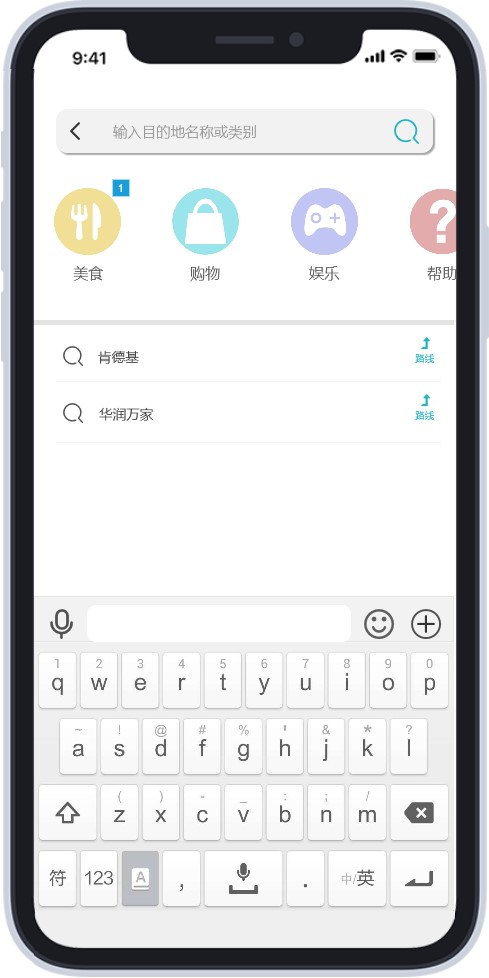 9:41
输入目的地名称或类别
1
美食 购物 娱乐 帮助
肯德基 路线
华润万家 路线
1 2 3 4 5 6 7 8 9 0
q w e r t y u i o p
~ ! @ # % ' & * ?
a s d f g h j k l
( ) - _ : ; /
z x c v b n m
符 123 A , . 中/英